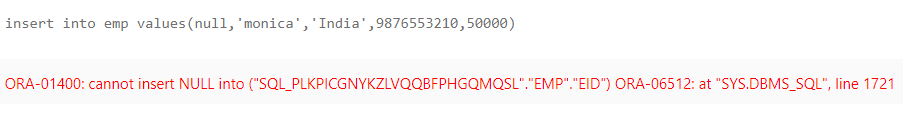 insert into emp values(null,'monica','India',9876553210,50000)
ORA-01400: cannot insert NULL into ("SQL_PLKPICGNYKZLVQQBFPHGQMQSL"."EMP"."EID") ORA-06512: at "SYS.DBMS_SQL", line 1721